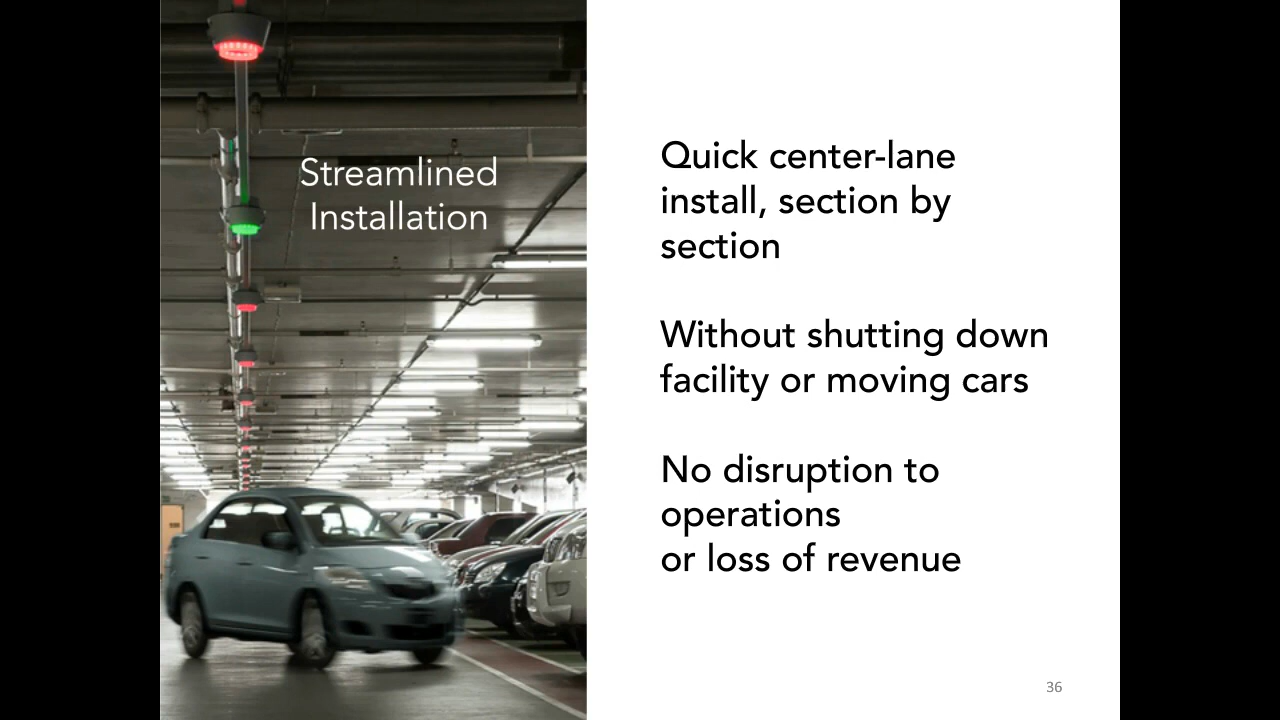 Streamlined
Installation
Quick center-lane
install, section by
section
Without shutting down
facility or moving cars
No disruption to
operations
or loss of revenue
36